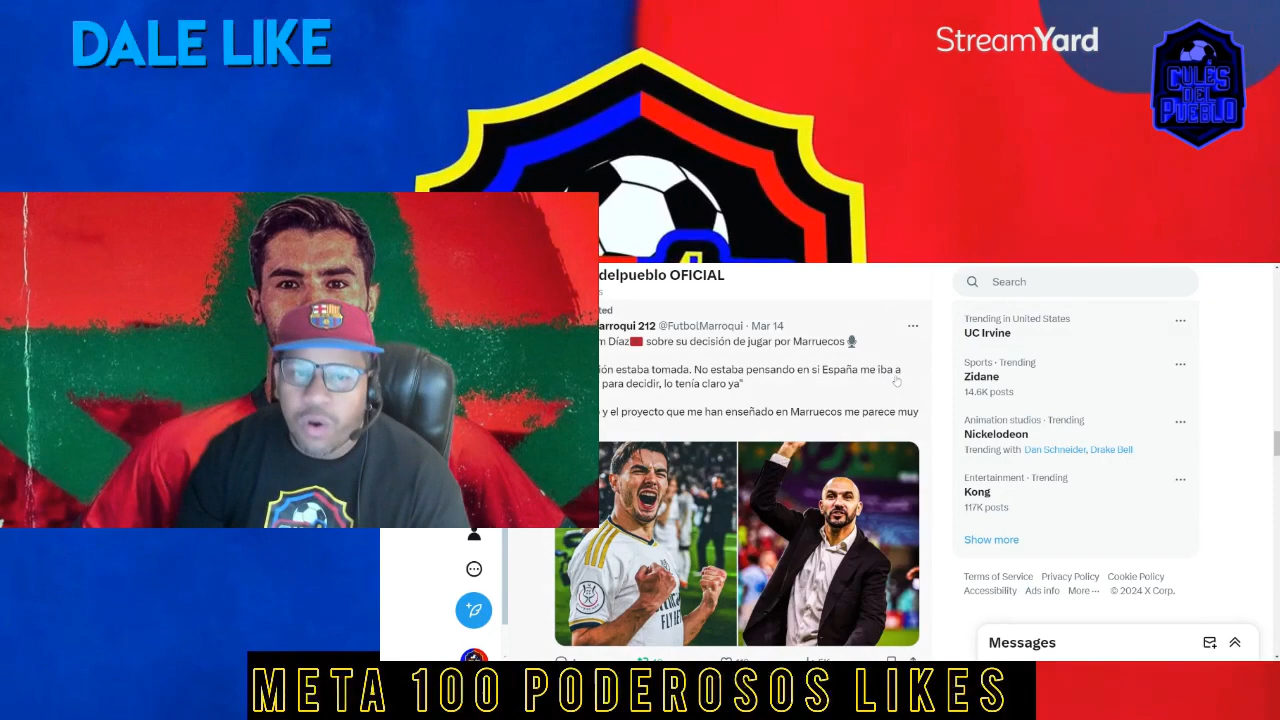 DALE LIKE
StreamYard
CULÉS
DEL
PUEBLO
delpueblo OFICIAL
Search
arroqui 212 @FutbolMarroqui · Mar 14
m Díaz sobre su decisión de jugar por Marruecos
ión estaba tomada. No estaba pensando en si España me iba a
para decidir, lo tenía claro ya"
y el proyecto que me han enseñado en Marruecos me parece muy
Trending in United States
UC Irvine
Sports · Trending
Zidane
14.6K posts
Animation studios · Trending
Nickelodeon
Trending with Dan Schneider, Drake Bell
Entertainment · Trending
Kong
117K posts
Show more
Terms of Service Privacy Policy Cookie Policy
Accessibility Ads info More ··· © 2024 X Corp.
Messages
META 100 PODEROSOS LIKES